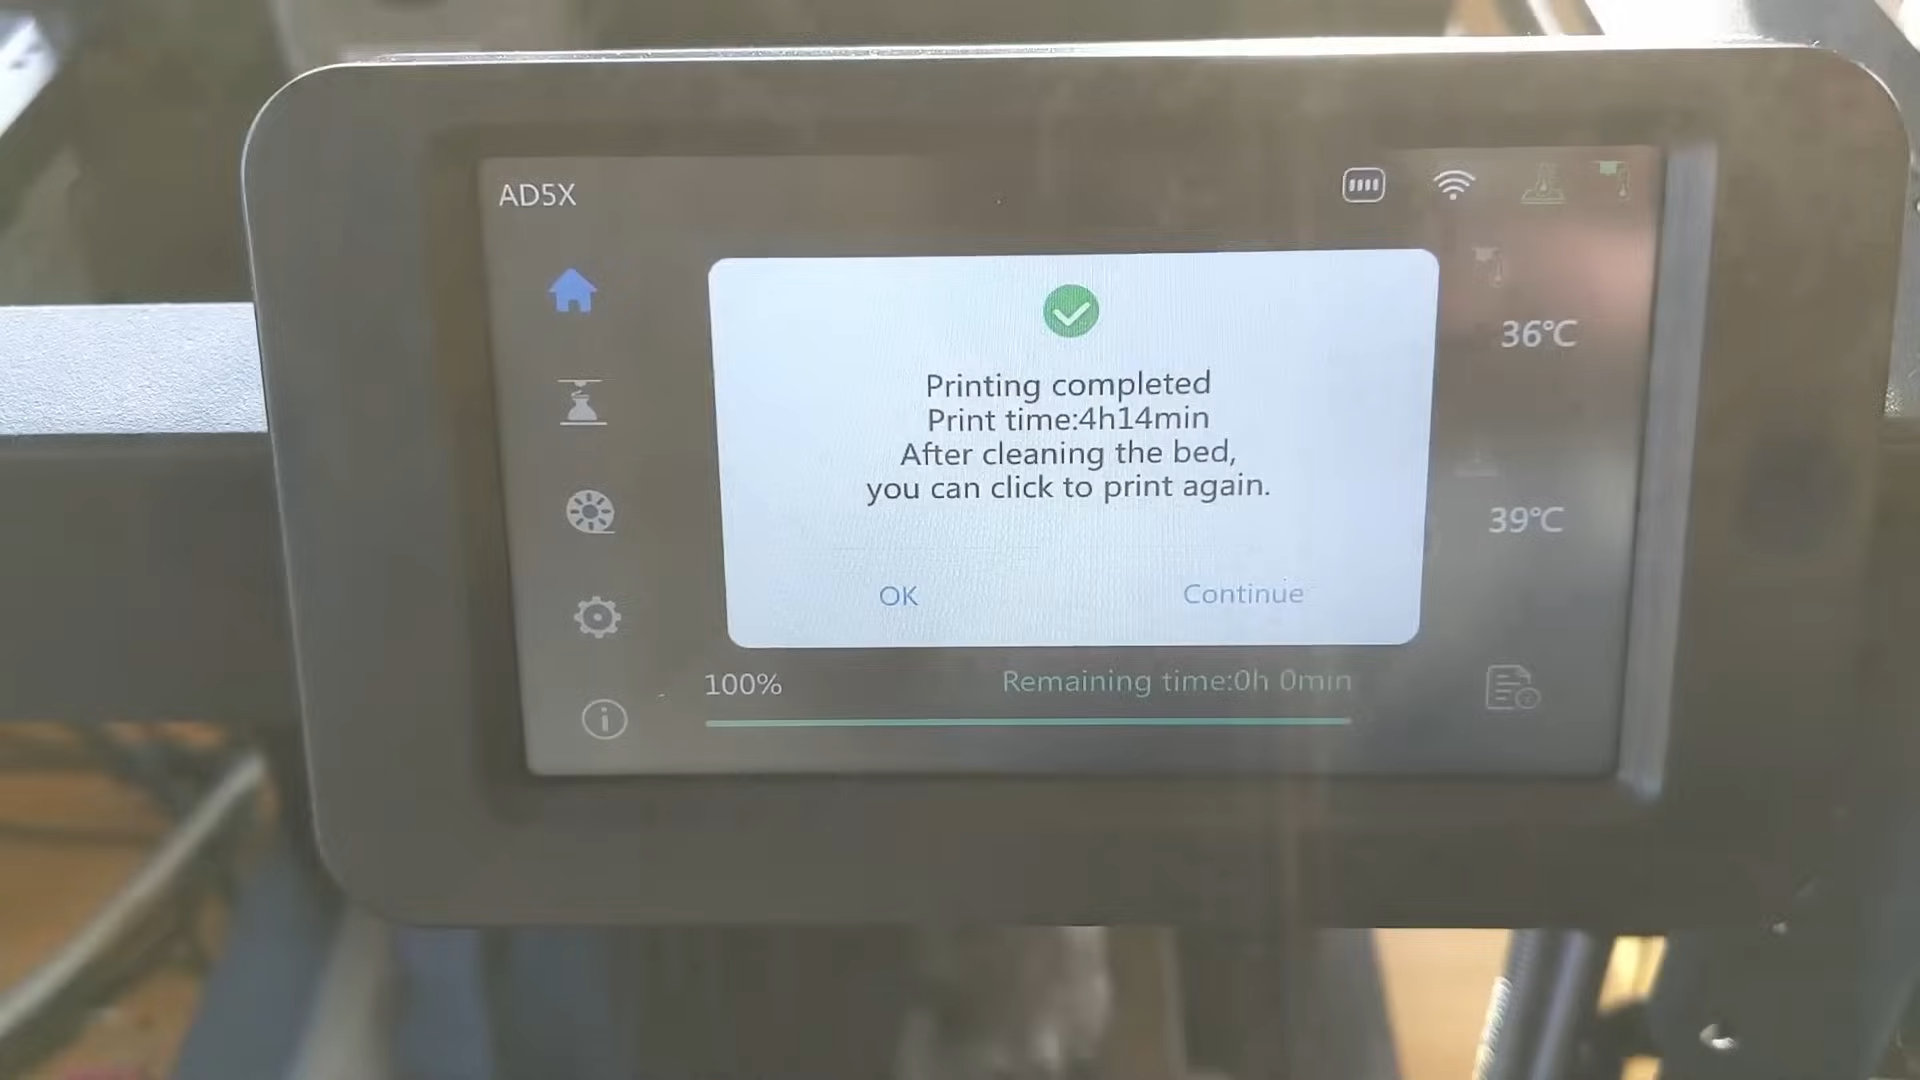 AD5X
Printing completed
Print time:4h14min
After cleaning the bed,
you can click to print again.
OK
Continue
36℃
39℃
100%
Remaining time:0h 0min